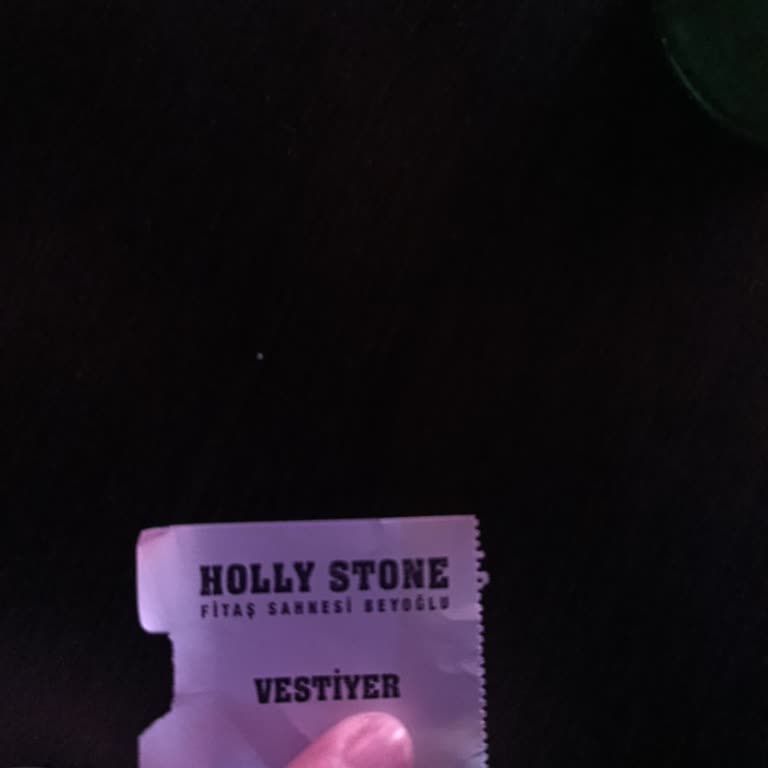 HOLLY STONE
FİTAŞ SAHNESİ BEYOĞLU
VESTİYER